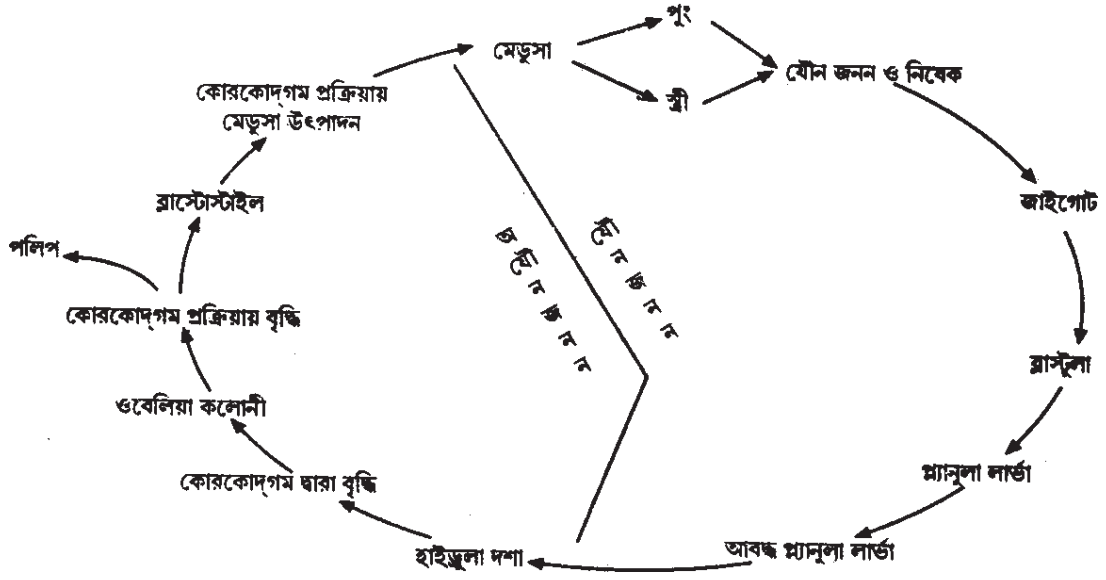 পুং
মেডুসা
যৌন জনন ও নিষেক
স্ত্রী
কোরকোদ্‌গম প্রক্রিয়ায়
মেডুসা উৎপাদন
ব্লাস্টোস্টাইল
জাইগোট
পলিপ
অযৌন জনন
যৌন জনন
কোরকোদ্‌গম প্রক্রিয়ায় বৃদ্ধি
ব্লাস্টুলা
ওবেলিয়া কলোনী
প্ল্যানুলা লার্ভা
কোরকোদ্‌গম দ্বারা বৃদ্ধি
আবদ্ধ প্ল্যানুলা লার্ভা
হাইড্রুলা দশা